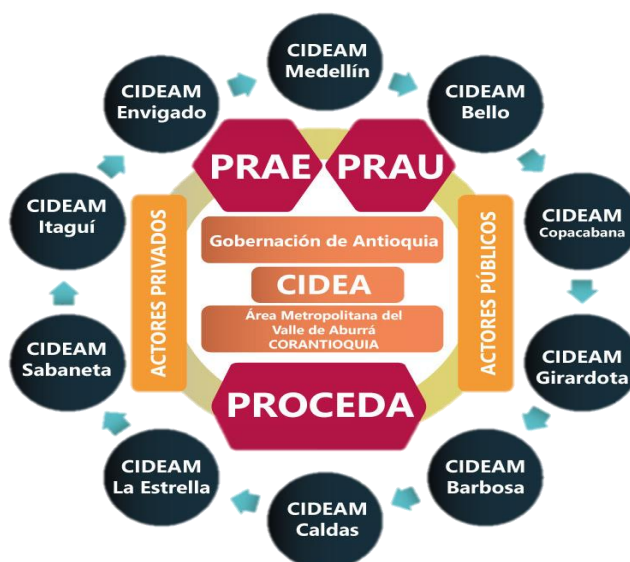 CIDEAM
Medellín
CIDEAM
Envigado
CIDEAM
Bello
PRAE
PRAU
CIDEAM
Itaguí
CIDEAM
Copacabana
ACTORES PRIVADOS
Gobernación de Antioquia
ACTORES PÚBLICOS
CIDEA
Área Metropolitana del
Valle de Aburrá
CORANTIOQUIA
CIDEAM
Sabaneta
CIDEAM
Girardota
PROCEDA
CIDEAM
La Estrella
CIDEAM
Barbosa
CIDEAM
Caldas